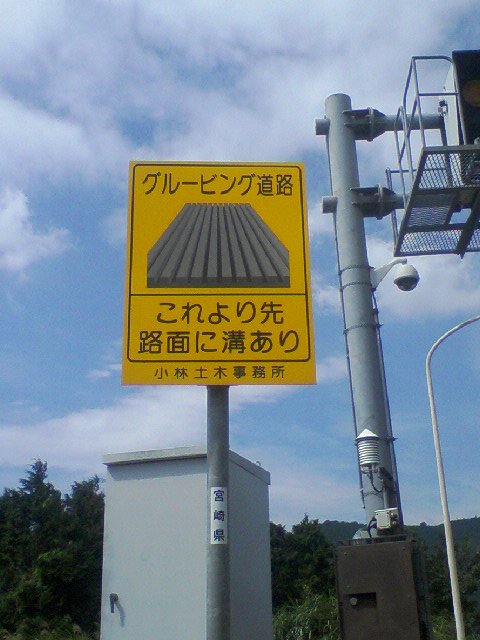 グルービング道路
これより先
路面に溝あり
小林土木事務所
宮崎県